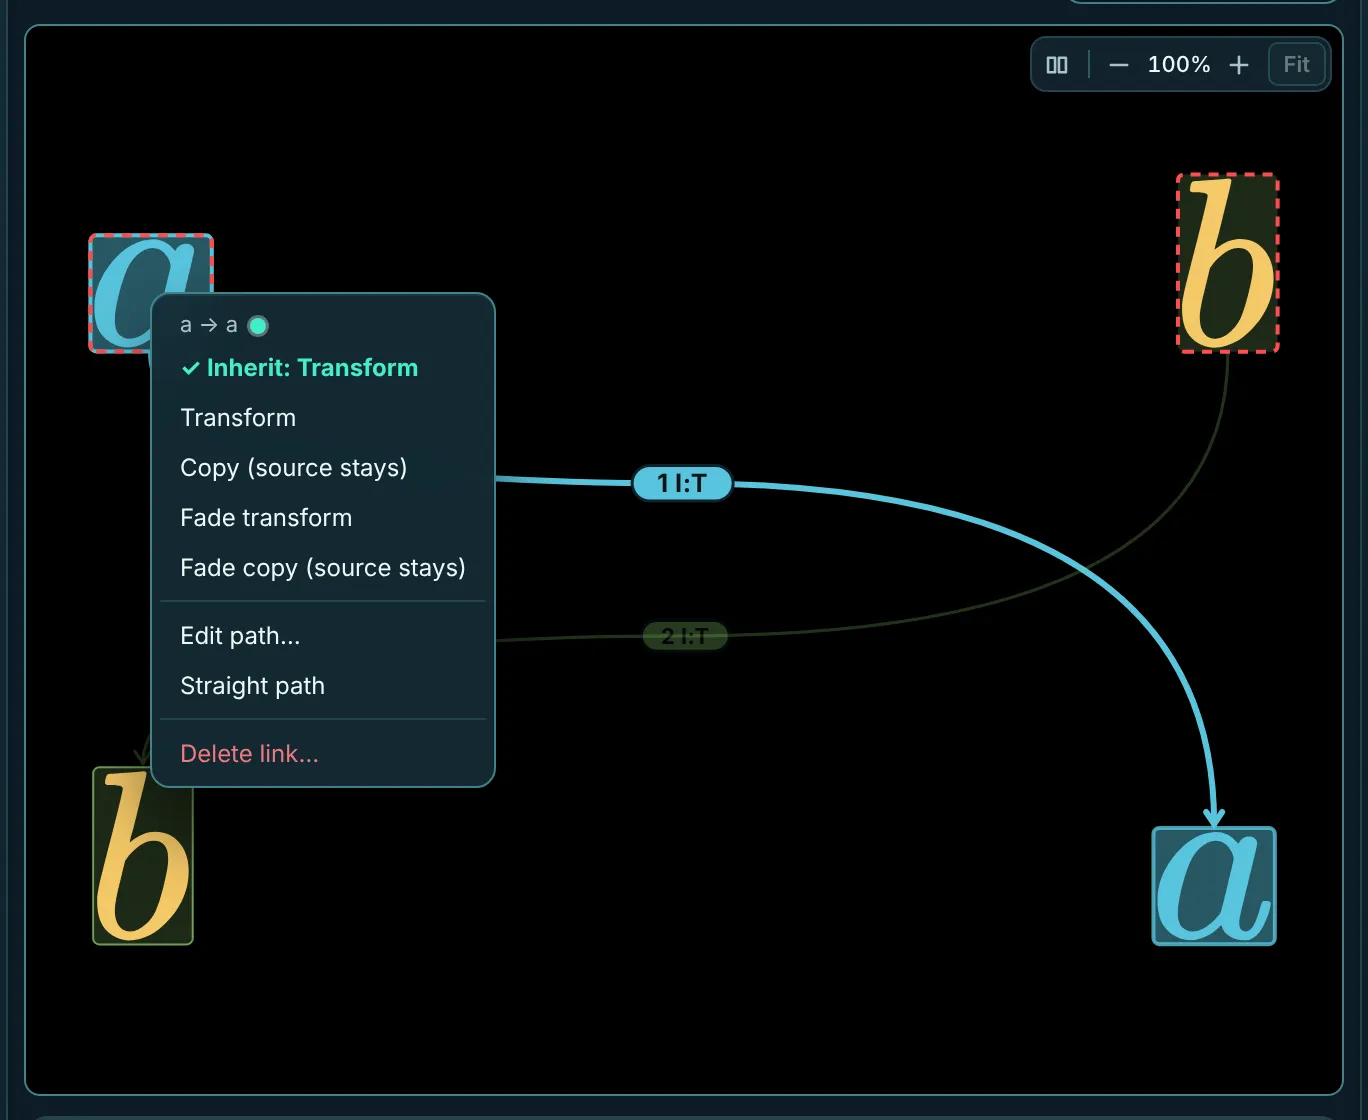 100% Fit
b
a
a → a
✓ Inherit: Transform
Transform
Copy (source stays)
1 I:T
Fade transform
Fade copy (source stays)
Edit path...
2 I:T
Straight path
Delete link...
b
a